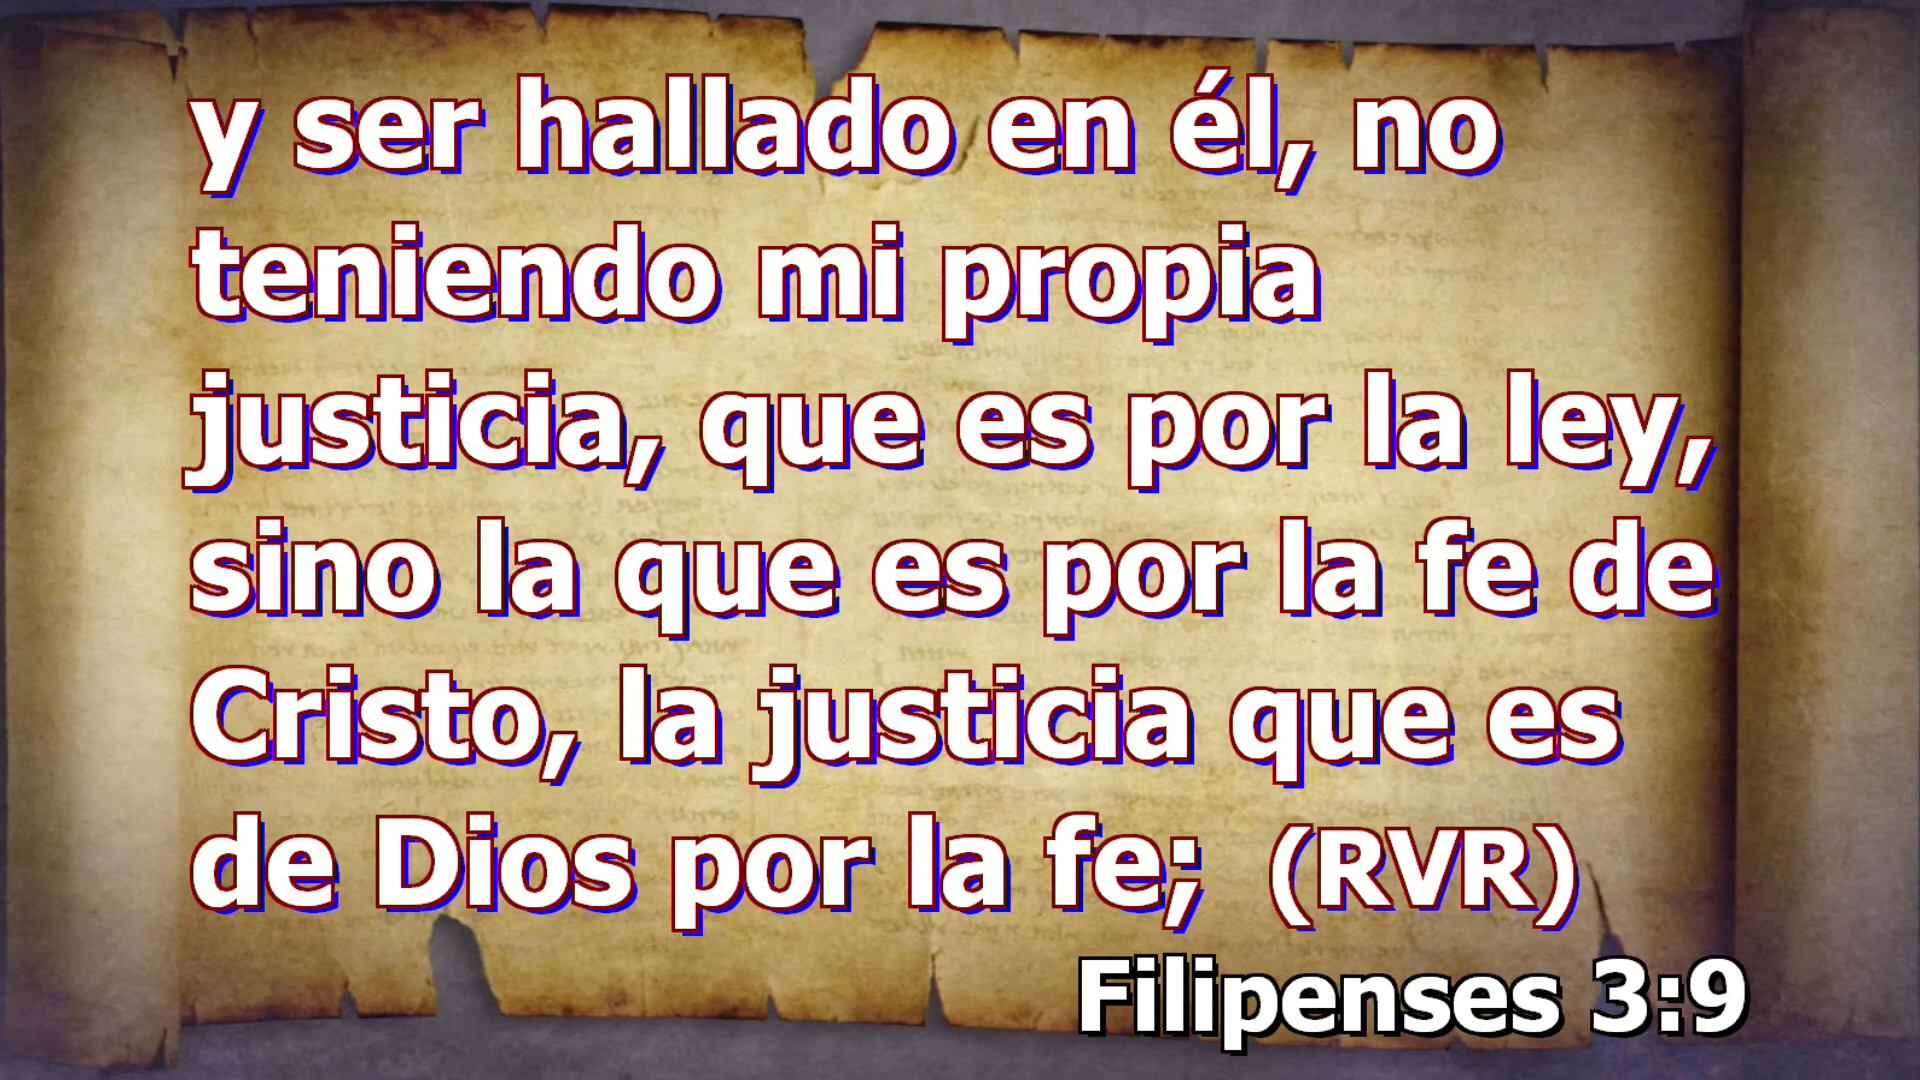 y ser hallado en él, no
teniendo mi propia
justicia, que es por la ley,
sino la que es por la fe de
Cristo, la justicia que es
de Dios por la fe; (RVR)
Filipenses 3:9